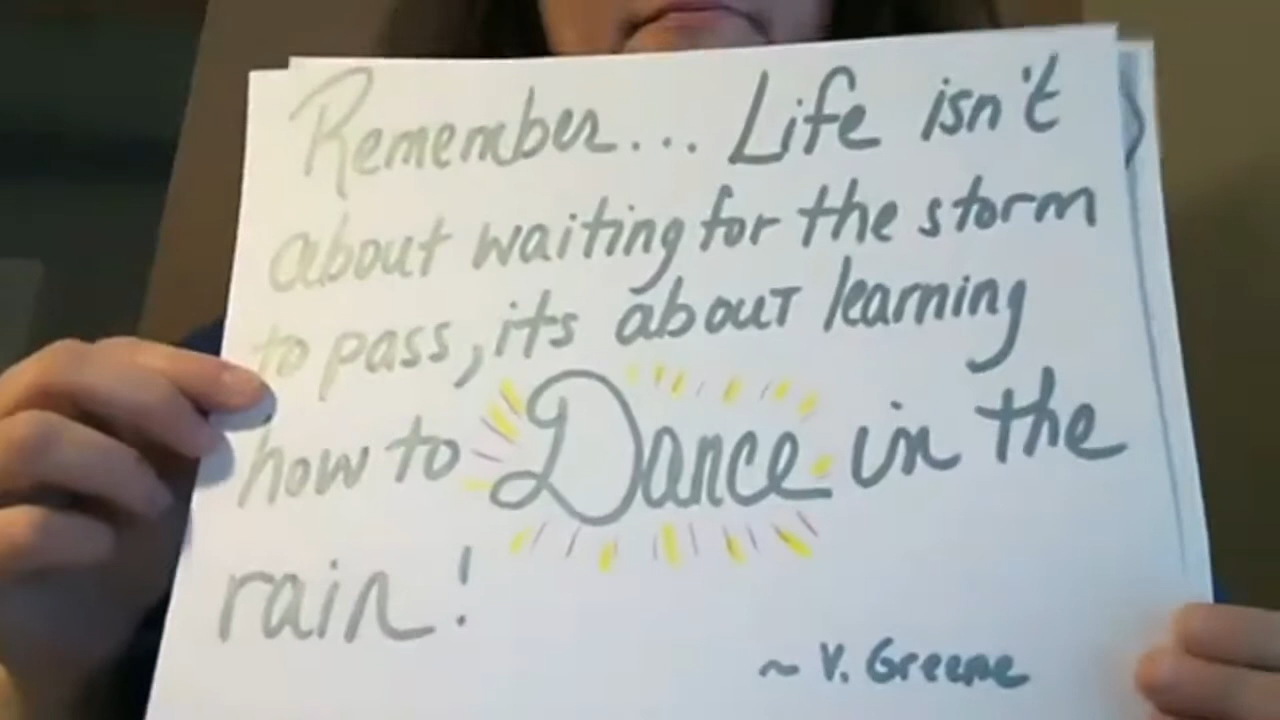 Remember... Life isn't
about waiting for the storm
to pass, its about learning
how to Dance in the
rain!
~ V. Greene